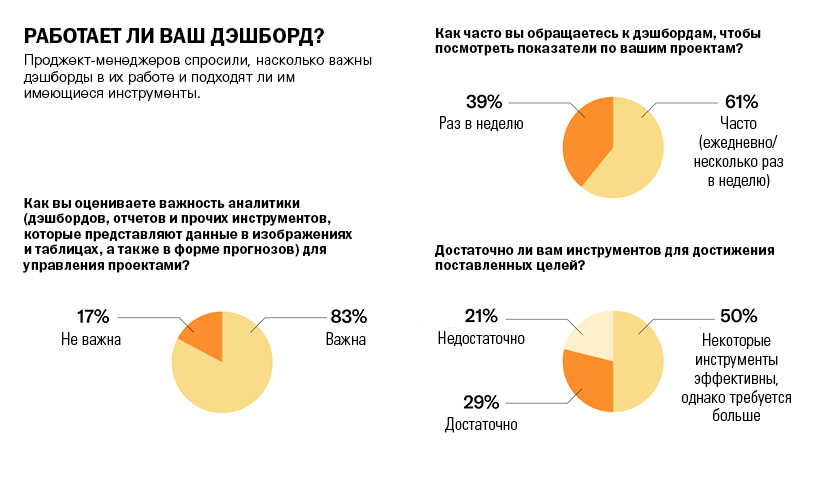 РАБОТАЕТ ЛИ ВАШ ДЭШБОРД?
Проджект-менеджеров спросили, насколько важны
дэшборды в их работе и подходят ли им
имеющиеся инструменты.
Как часто вы обращаетесь к дэшбордам, чтобы
посмотреть показатели по вашим проектам?
39%
Раз в неделю
61%
Часто
(ежедневно/
несколько раз
в неделю)
Как вы оцениваете важность аналитики
(дэшбордов, отчетов и прочих инструментов,
которые представляют данные в изображениях
и таблицах, а также в форме прогнозов) для
управления проектами?
17%
Не важна
83%
Важна
Достаточно ли вам инструментов для достижения
поставленных целей?
21%
Недостаточно
29%
Достаточно
50%
Некоторые
инструменты
эффективны,
однако требуется
больше